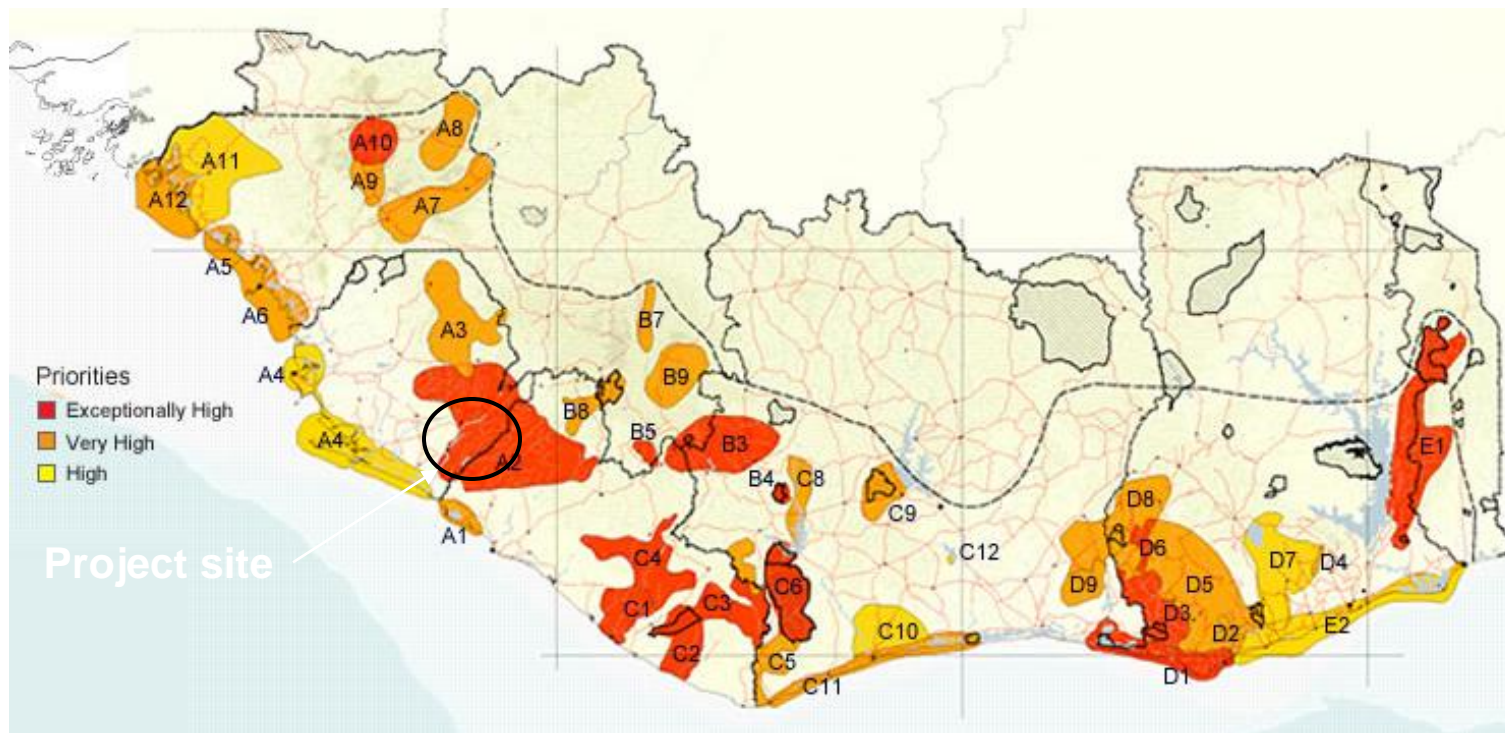 A8
A10
A11
A9
A7
A12
A5
A6
A3
B7
A4
B9
Priorities
Exceptionally High
Very High
High
A4
B8
B5
B3
A2
B4
C8
C9
A1
Project site
C4
C6
C12
C1
C3
C2
C5
C10
C11
D8
D6
D9
D5
D7
D4
D3
D2
E2
D1
E1